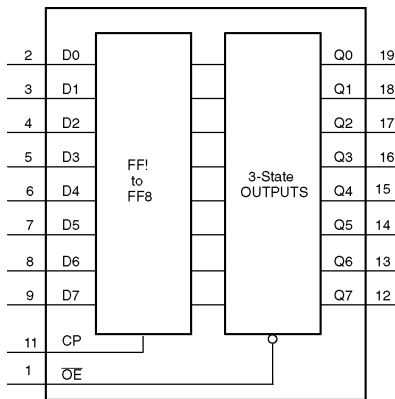 2 D0 Q0 19
3 D1 Q1 18
4 D2 Q2 17
5 D3 Q3 16
6 D4 Q4 15
7 D5 Q5 14
8 D6 Q6 13
9 D7 Q7 12
FF!
to
FF8
3-State
OUTPUTS
11 CP
1 OE